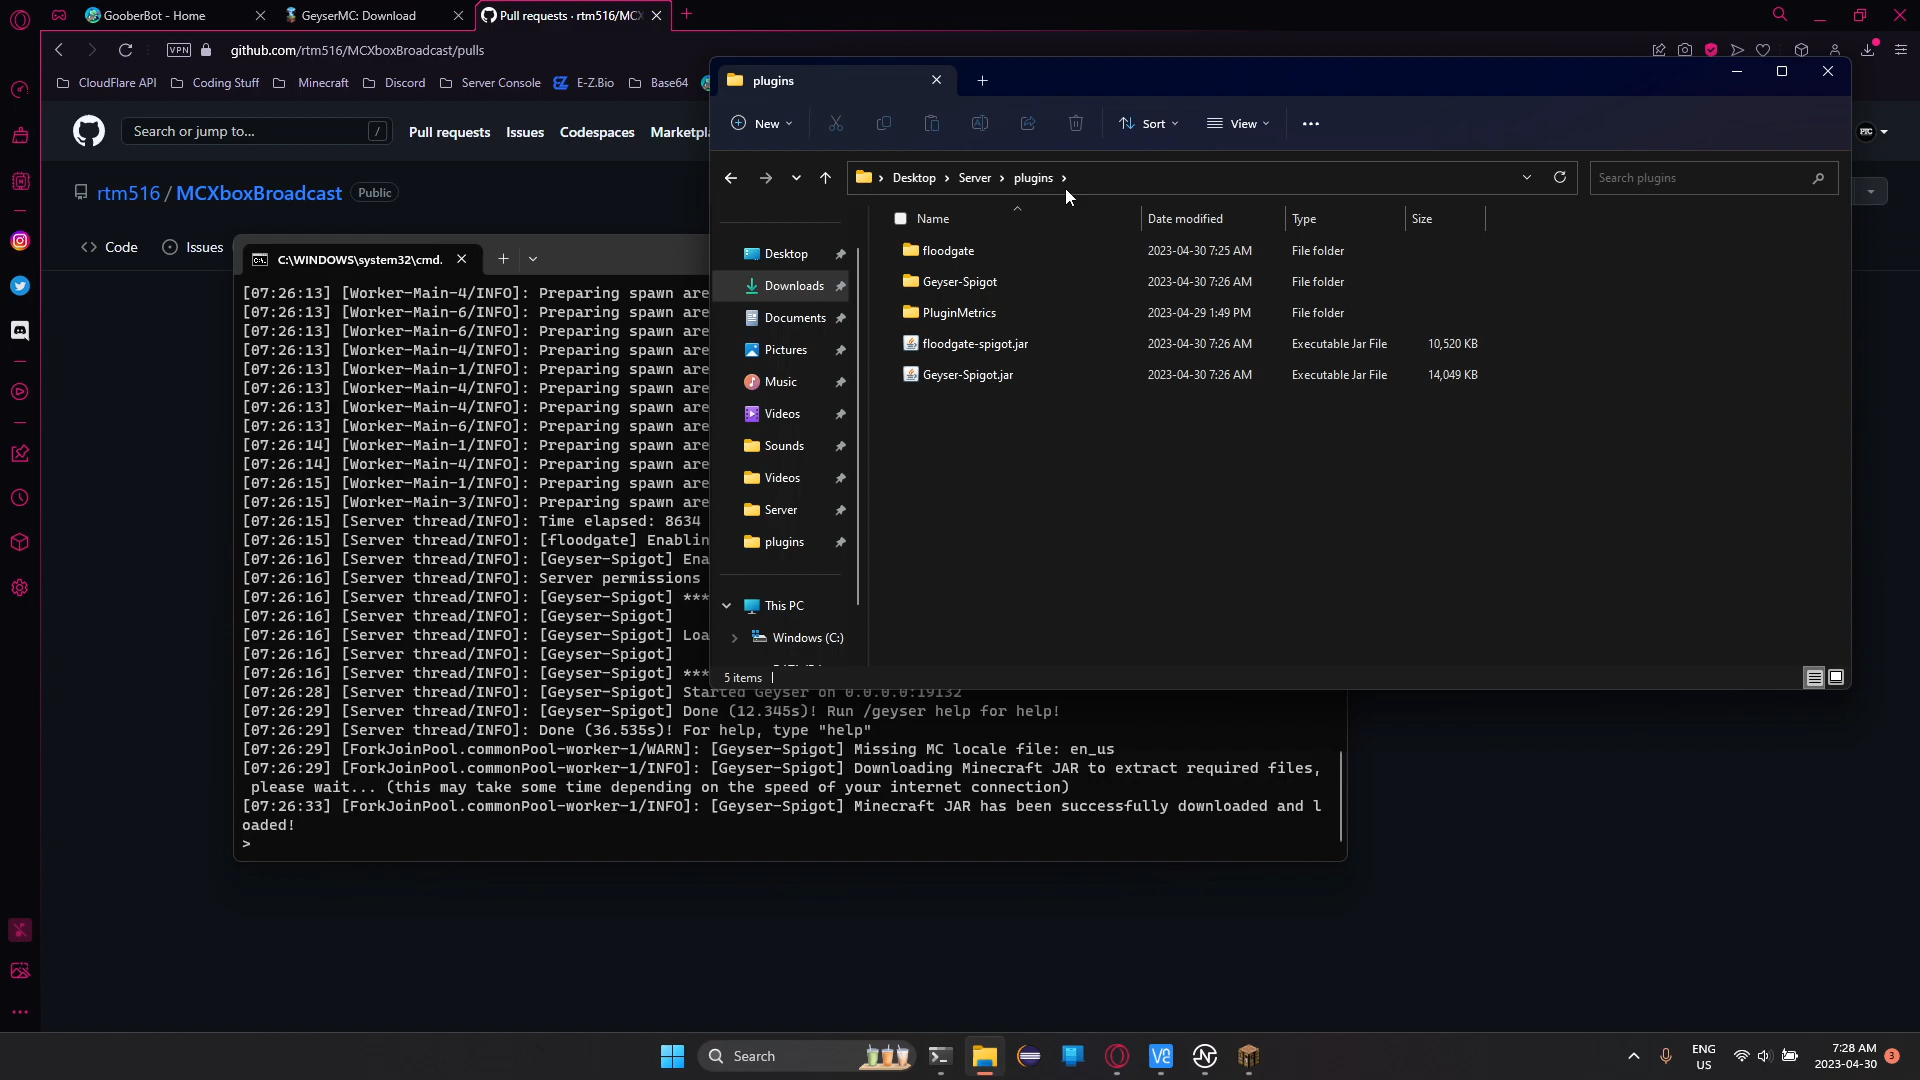 GooberBot - Home
GeyserMC: Download
Pull requests · rtm516/MCX
VPN
github.com/rtm516/MCXboxBroadcast/pulls
CloudFlare API
Coding Stuff
Minecraft
Discord
Server Console
E-Z.Bio
Base64
Search or jump to...
/
Pull requests
Issues
Codespaces
Marketpl
rtm516 / MCXboxBroadcast
Public
Code
Issues
plugins
New
Sort
View
Desktop › Server › plugins ›
Search plugins
Name
Date modified
Type
Size
floodgate
2023-04-30 7:25 AM
File folder
Geyser-Spigot
2023-04-30 7:26 AM
File folder
PluginMetrics
2023-04-29 1:49 PM
File folder
floodgate-spigot.jar
2023-04-30 7:26 AM
Executable Jar File
10,520 KB
Geyser-Spigot.jar
2023-04-30 7:26 AM
Executable Jar File
14,049 KB
Desktop
Downloads
Documents
Pictures
Music
Videos
Sounds
Videos
Server
plugins
This PC
Windows (C:)
5 items
C:\WINDOWS\system32\cmd.
[07:26:13] [Worker-Main-4/INFO]: Preparing spawn are
[07:26:13] [Worker-Main-6/INFO]: Preparing spawn are
[07:26:13] [Worker-Main-6/INFO]: Preparing spawn are
[07:26:13] [Worker-Main-4/INFO]: Preparing spawn are
[07:26:13] [Worker-Main-1/INFO]: Preparing spawn are
[07:26:13] [Worker-Main-4/INFO]: Preparing spawn are
[07:26:13] [Worker-Main-4/INFO]: Preparing spawn are
[07:26:13] [Worker-Main-6/INFO]: Preparing spawn are
[07:26:14] [Worker-Main-1/INFO]: Preparing spawn are
[07:26:14] [Worker-Main-4/INFO]: Preparing spawn are
[07:26:15] [Worker-Main-1/INFO]: Preparing spawn are
[07:26:15] [Worker-Main-3/INFO]: Preparing spawn are
[07:26:15] [Server thread/INFO]: Time elapsed: 8634
[07:26:15] [Server thread/INFO]: [floodgate] Enablin
[07:26:16] [Server thread/INFO]: [Geyser-Spigot] Ena
[07:26:16] [Server thread/INFO]: Server permissions
[07:26:16] [Server thread/INFO]: [Geyser-Spigot] ***
[07:26:16] [Server thread/INFO]: [Geyser-Spigot]
[07:26:16] [Server thread/INFO]: [Geyser-Spigot] Loa
[07:26:16] [Server thread/INFO]: [Geyser-Spigot]
[07:26:16] [Server thread/INFO]: [Geyser-Spigot] ***
[07:26:28] [Server thread/INFO]: [Geyser-Spigot] Started Geyser on 0.0.0.0:19132
[07:26:29] [Server thread/INFO]: [Geyser-Spigot] Done (12.345s)! Run /geyser help for help!
[07:26:29] [Server thread/INFO]: Done (36.535s)! For help, type "help"
[07:26:29] [ForkJoinPool.commonPool-worker-1/WARN]: [Geyser-Spigot] Missing MC locale file: en_us
[07:26:29] [ForkJoinPool.commonPool-worker-1/INFO]: [Geyser-Spigot] Downloading Minecraft JAR to extract required files,
please wait... (this may take some time depending on the speed of your internet connection)
[07:26:33] [ForkJoinPool.commonPool-worker-1/INFO]: [Geyser-Spigot] Minecraft JAR has been successfully downloaded and l
oaded!
>
Search
ENG
US
7:28 AM
2023-04-30
3